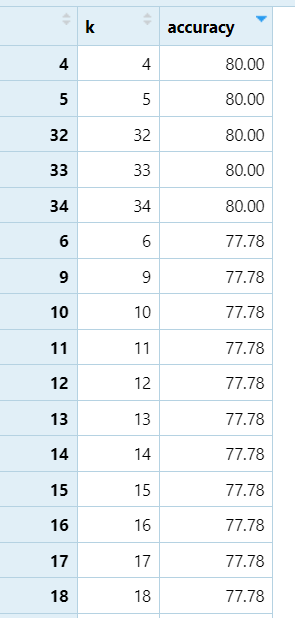 k accuracy
4 4 80.00
5 5 80.00
32 32 80.00
33 33 80.00
34 34 80.00
6 6 77.78
9 9 77.78
10 10 77.78
11 11 77.78
12 12 77.78
13 13 77.78
14 14 77.78
15 15 77.78
16 16 77.78
17 17 77.78
18 18 77.78